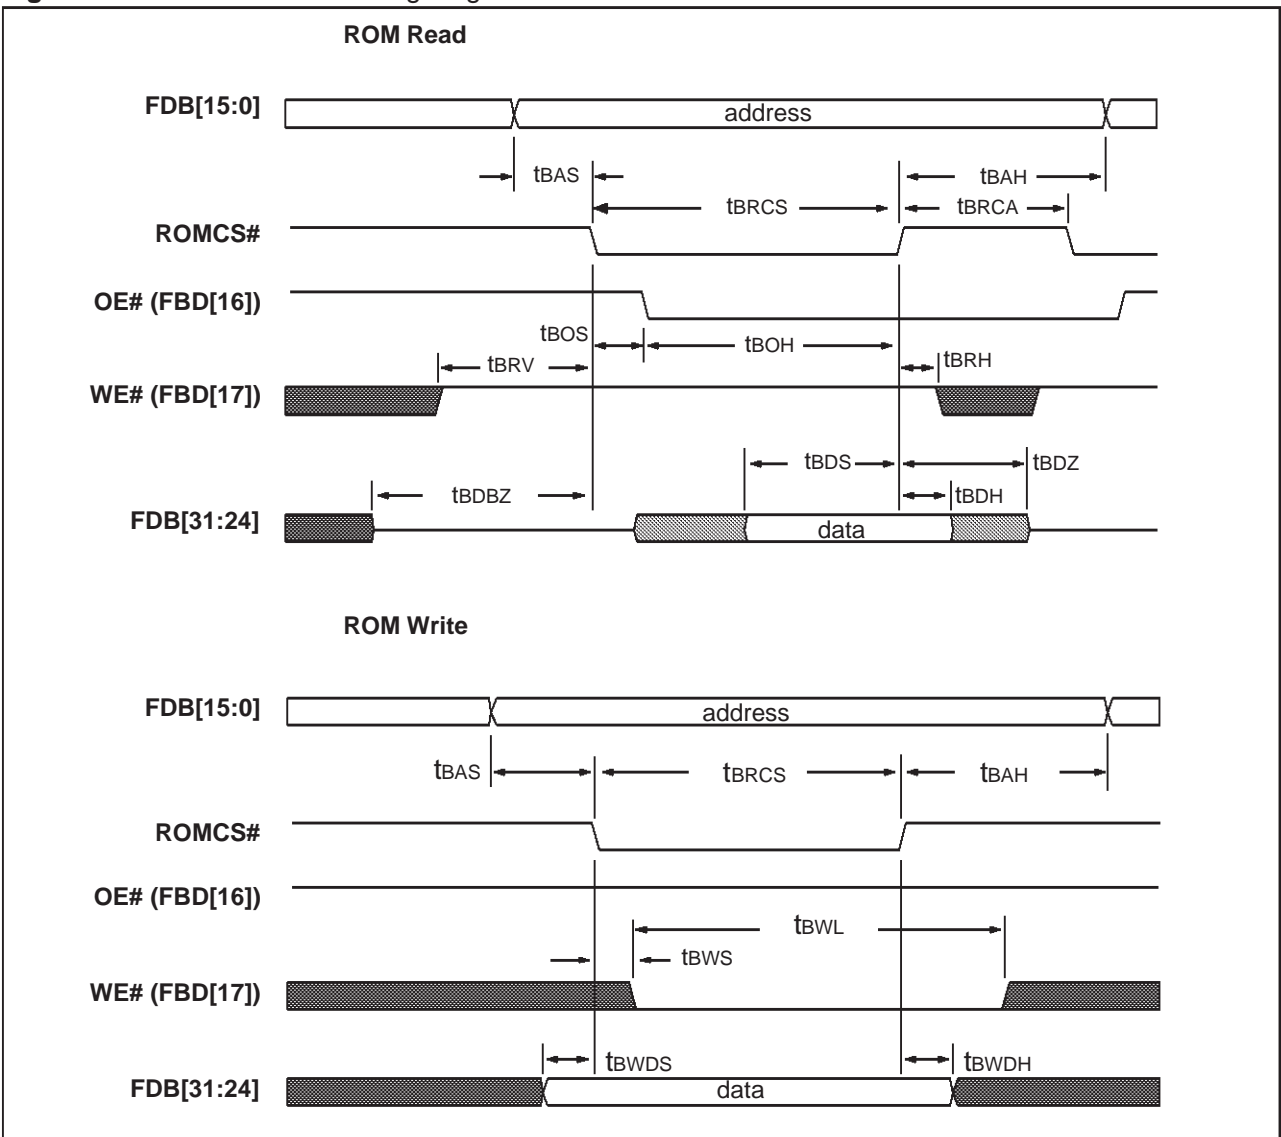 ROM Read
FDB[15:0]
address
tBAS
tBAH
tBRCS
tBRCA
ROMCS#
OE# (FBD[16])
tBOS
tBOH
tBRH
tBRV
WE# (FBD[17])
tBDS
tBDZ
tBDBZ
tBDH
FDB[31:24]
data
ROM Write
FDB[15:0]
address
tBAS
tBRCS
tBAH
ROMCS#
OE# (FBD[16])
tBWL
tBWS
WE# (FBD[17])
tBWDS
tBWDH
FDB[31:24]
data